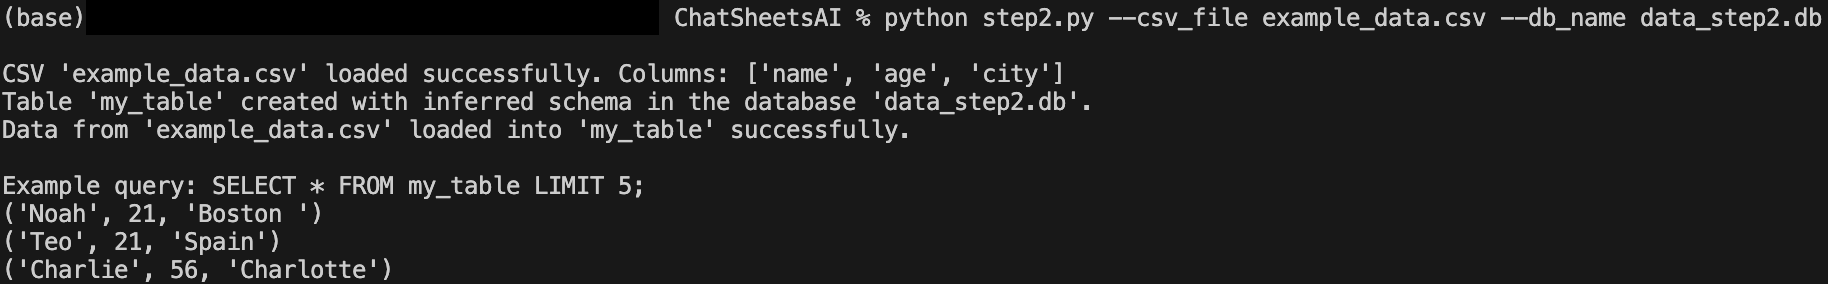 (base) ChatSheetsAI % python step2.py --csv_file example_data.csv --db_name data_step2.db
CSV 'example_data.csv' loaded successfully. Columns: ['name', 'age', 'city']
Table 'my_table' created with inferred schema in the database 'data_step2.db'.
Data from 'example_data.csv' loaded into 'my_table' successfully.
Example query: SELECT * FROM my_table LIMIT 5;
('Noah', 21, 'Boston ')
('Teo', 21, 'Spain')
('Charlie', 56, 'Charlotte')